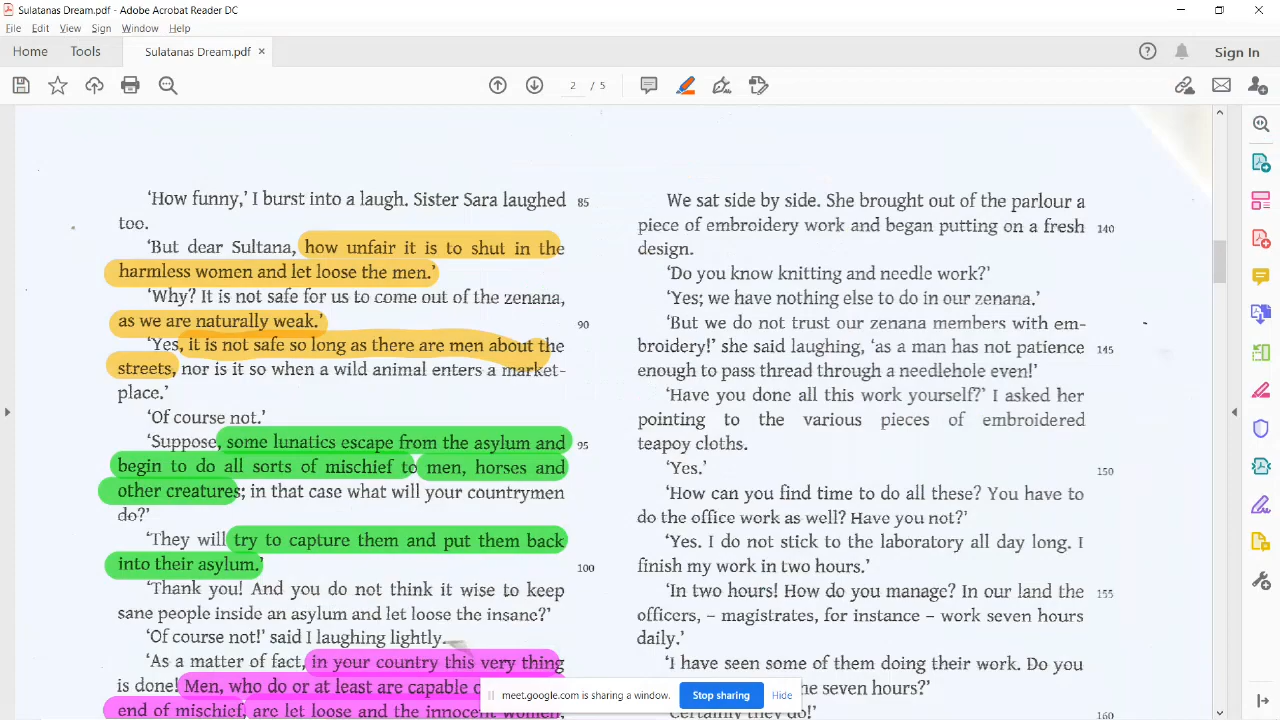 Sulatanas Dream.pdf - Adobe Acrobat Reader DC
File Edit View Sign Window Help
Home Tools Sulatanas Dream.pdf × Sign In
2 / 5
‘How funny,’ I burst into a laugh. Sister Sara laughed 85
too.
‘But dear Sultana, how unfair it is to shut in the
harmless women and let loose the men.’
‘Why? It is not safe for us to come out of the zenana,
as we are naturally weak.’ 90
‘Yes, it is not safe so long as there are men about the
streets, nor is it so when a wild animal enters a market-
place.’
‘Of course not.’
‘Suppose, some lunatics escape from the asylum and 95
begin to do all sorts of mischief to men, horses and
other creatures; in that case what will your countrymen
do?’
‘They will try to capture them and put them back
into their asylum.’ 100
‘Thank you! And you do not think it wise to keep
sane people inside an asylum and let loose the insane?’
‘Of course not!’ said I laughing lightly.
‘As a matter of fact, in your country this very thing
is done! Men, who do or at least are capable
end of mischief, are let loose and the innocent women,
We sat side by side. She brought out of the parlour a
piece of embroidery work and began putting on a fresh 140
design.
‘Do you know knitting and needle work?’
‘Yes; we have nothing else to do in our zenana.’
‘But we do not trust our zenana members with em-
broidery!’ she said laughing, ‘as a man has not patience 145
enough to pass thread through a needlehole even!’
‘Have you done all this work yourself?’ I asked her
pointing to the various pieces of embroidered
teapoy cloths.
‘Yes.’ 150
‘How can you find time to do all these? You have to
do the office work as well? Have you not?’
‘Yes. I do not stick to the laboratory all day long. I
finish my work in two hours.’
‘In two hours! How do you manage? In our land the 155
officers, – magistrates, for instance – work seven hours
daily.’
‘I have seen some of them doing their work. Do you
he seven hours?’
‘Certainly they do!’ 160
meet.google.com is sharing a window. Stop sharing Hide